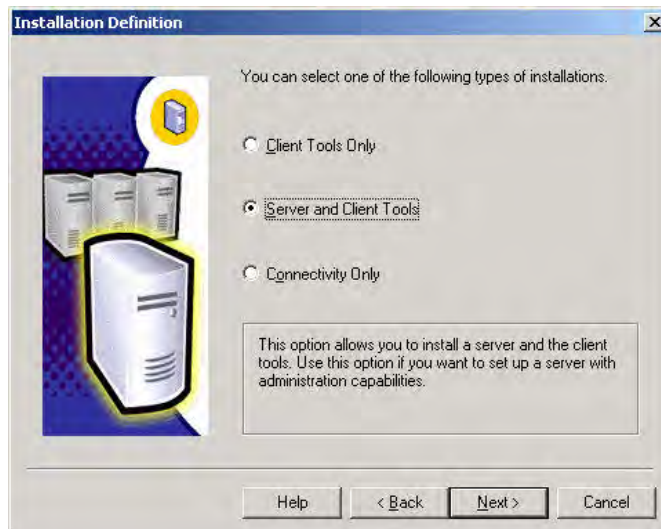 Installation Definition
You can select one of the following types of installations.
Client Tools Only
Server and Client Tools
Connectivity Only
This option allows you to install a server and the client
tools. Use this option if you want to set up a server with
administration capabilities.
Help
< Back
Next >
Cancel